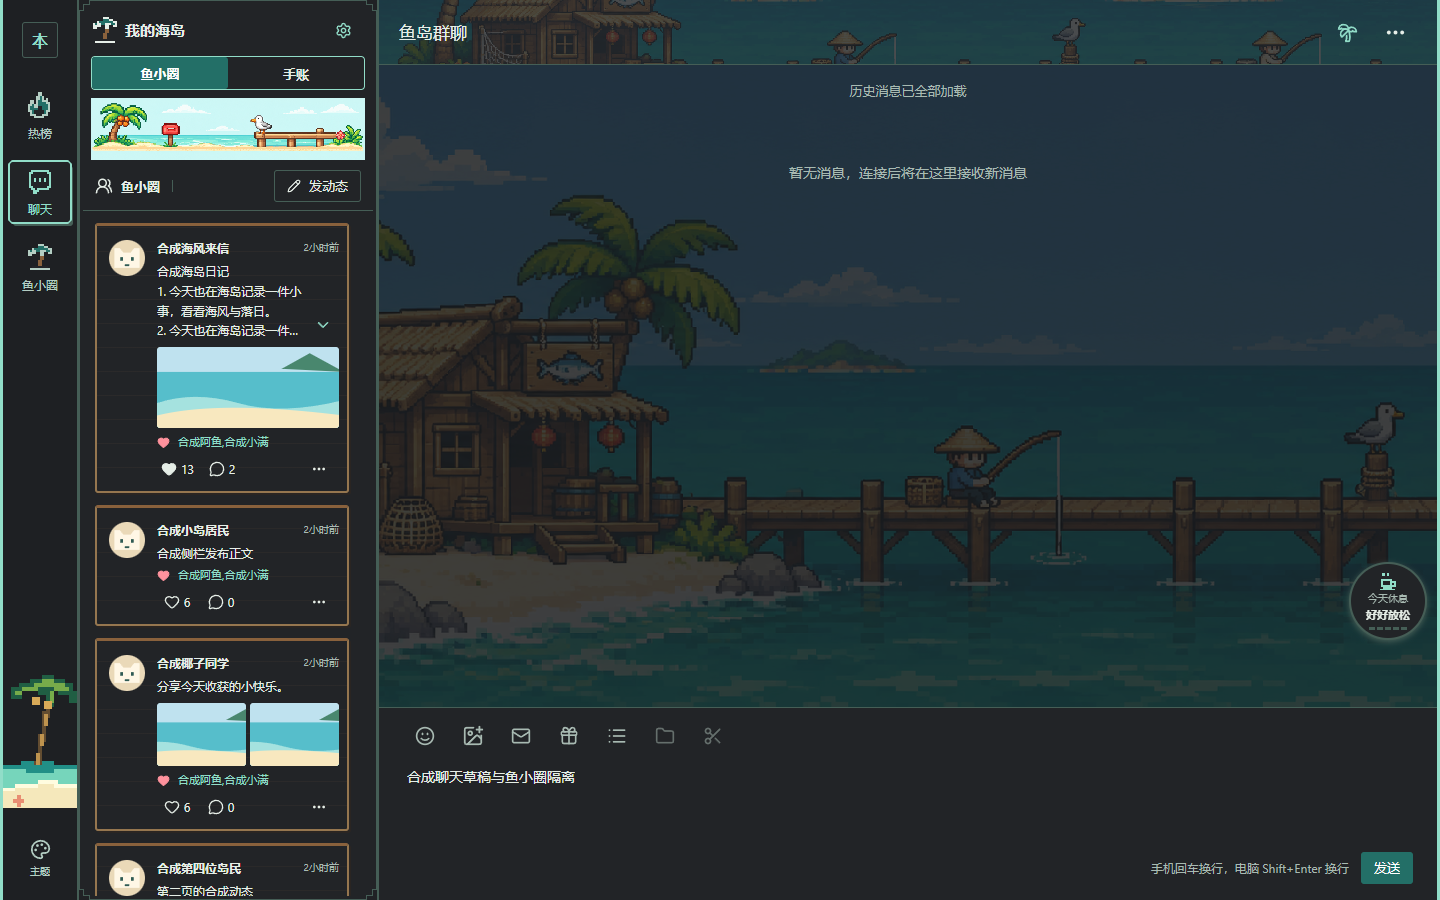 本
热榜
聊天
鱼小圈
主题
我的海岛
鱼小圈
手账
鱼小圈
发动态
合成海风来信
2小时前
合成海岛日记
1. 今天也在海岛记录一件小
事，看看海风与落日。
2. 今天也在海岛记录一件...
合成阿鱼,合成小满
13
2
合成小岛居民
2小时前
合成侧栏发布正文
合成阿鱼,合成小满
6
0
合成椰子同学
2小时前
分享今天收获的小快乐。
合成阿鱼,合成小满
6
0
合成第四位岛民
2小时前
第二页的合成动态
鱼岛群聊
历史消息已全部加载
暂无消息，连接后将在这里接收新消息
今天休息
好好放松
合成聊天草稿与鱼小圈隔离
手机回车换行，电脑 Shift+Enter 换行
发送